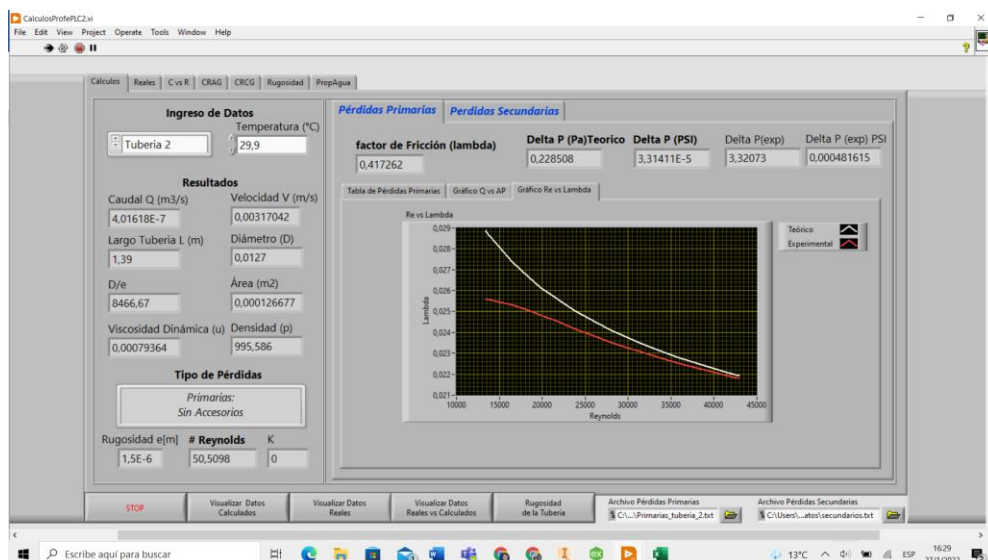 CalculosProfePLC2.vi
File Edit View Project Operate Tools Window Help
Cálculos Reales C vs R CRAG CRCG Rugosidad PropAgua
Ingreso de Datos
Temperatura (°C)
Tuberia 2 29,9
Resultados
Caudal Q (m3/s) Velocidad V (m/s)
4,01618E-7 0,00317042
Largo Tuberia L (m) Diámetro (D)
1,39 0,0127
D/e Área (m2)
8466,67 0,000126677
Viscosidad Dinámica (u) Densidad (p)
0,00079364 995,586
Tipo de Pérdidas
Primarias:
Sin Accesorios
Rugosidad e[m] # Reynolds K
1,5E-6 50,5098 0
Pérdidas Primarias Perdidas Secundarias
factor de Fricción (lambda) Delta P (Pa)Teorico Delta P (PSI) Delta P(exp) Delta P (exp) PSI
0,417262 0,228508 3,31411E-5 3,32073 0,000481615
Tabla de Pérdidas Primarias Gráfico Q vs AP Gráfico Re vs Lambda
Re vs Lambda
0,029
0,028
0,027
0,026
0,025
0,024
0,023
0,022
0,021
Lambda
10000 15000 20000 25000 30000 35000 40000 45000
Reynolds
Teórico
Experimental
STOP
Visualizar Datos
Calculados
Visualizar Datos
Reales
Visualizar Datos
Reales vs Calculados
Rugosidad
de la Tuberia
Archivo Pérdidas Primarias
C:\...\Primarias_tuberia_2.txt
Archivo Pérdidas Secundarias
C:\Users\...atos\secundarios.txt
Escribe aquí para buscar
13°C ESP 16:29